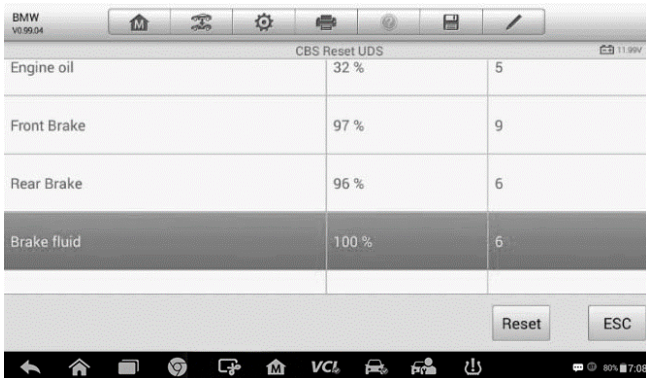 BMW
V0.99.04
CBS Reset UDS
11.99V
Engine oil 32 % 5
Front Brake 97 % 9
Rear Brake 96 % 6
Brake fluid 100 % 6
Reset ESC
VCI 80% 7:08